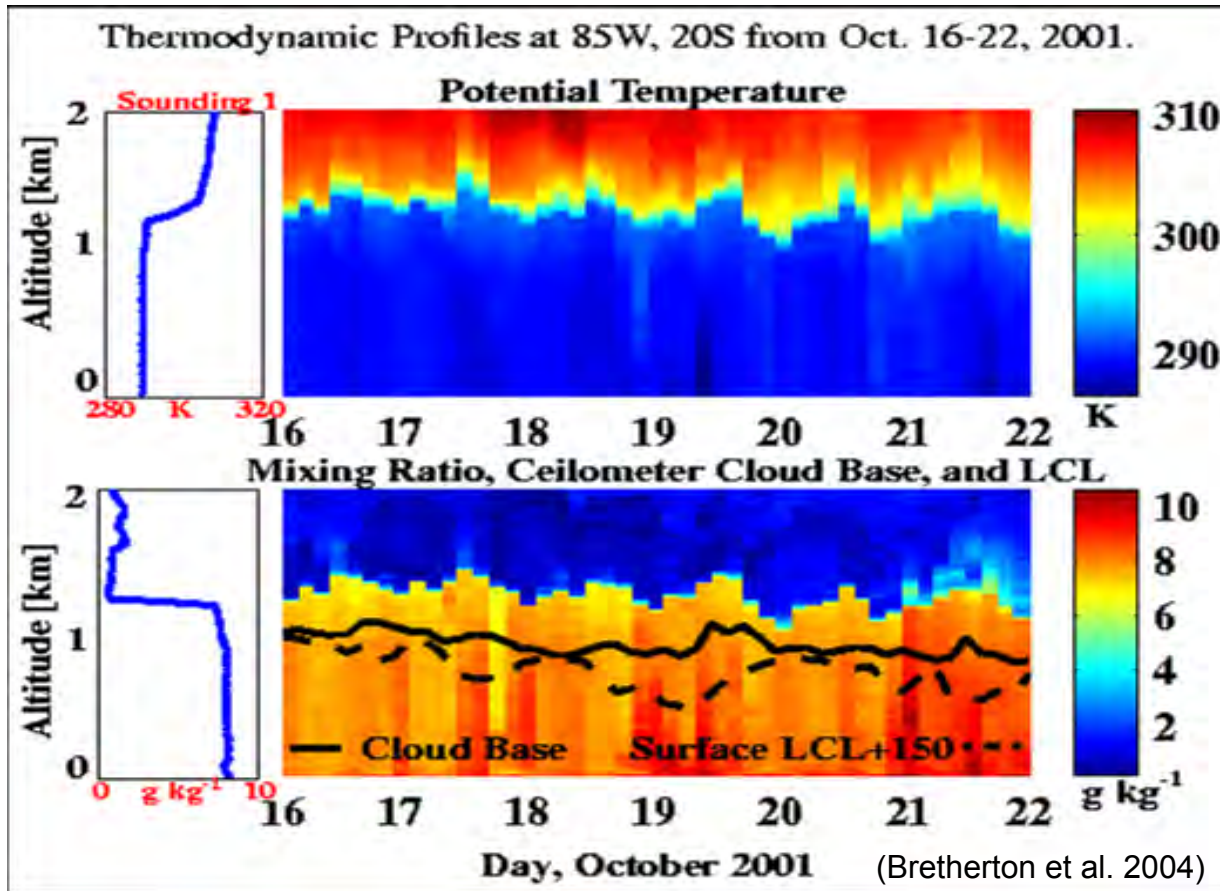 Thermodynamic Profiles at 85W, 20S from Oct. 16-22, 2001.
Sounding 1
Potential Temperature
Altitude [km]
2
1
0
280 K 320
310
300
290
K
16 17 18 19 20 21 22
Mixing Ratio, Ceilometer Cloud Base, and LCL
Altitude [km]
2
1
0
0 g kg-1 10
Cloud Base
Surface LCL+150
10
8
6
4
2
g kg-1
16 17 18 19 20 21 22
Day, October 2001
(Bretherton et al. 2004)